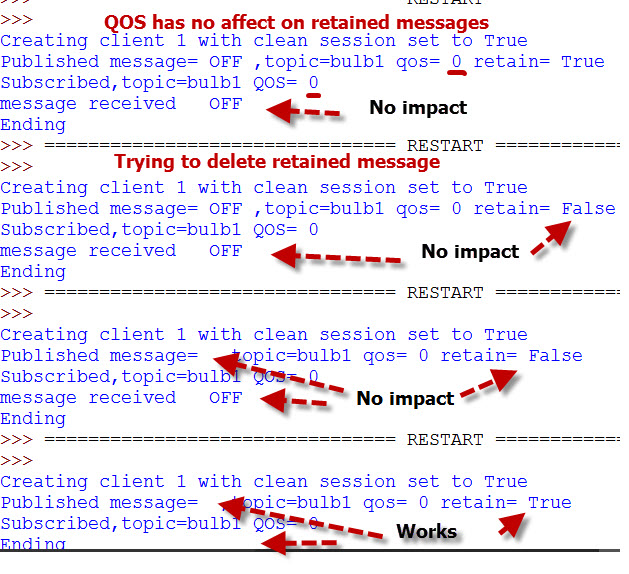 >>> ================================ RESTART ============
QOS has no affect on retained messages
>>>
Creating client 1 with clean session set to True
Published message= OFF ,topic=bulb1 qos= 0 retain= True
Subscribed,topic=bulb1 QOS= 0
message received   OFF
No impact
Ending
>>> ================================ RESTART ============
>>>
Trying to delete retained message
Creating client 1 with clean session set to True
Published message= OFF ,topic=bulb1 qos= 0 retain= False
Subscribed,topic=bulb1 QOS= 0
message received   OFF
No impact
Ending
>>> ================================ RESTART ============
>>>
Creating client 1 with clean session set to True
Published message=  ,topic=bulb1 qos= 0 retain= False
Subscribed,topic=bulb1 QOS= 0
message received   OFF
No impact
Ending
>>> ================================ RESTART ============
>>>
Creating client 1 with clean session set to True
Published message=  ,topic=bulb1 qos= 0 retain= True
Subscribed,topic=bulb1 QOS= 0
Works
Ending